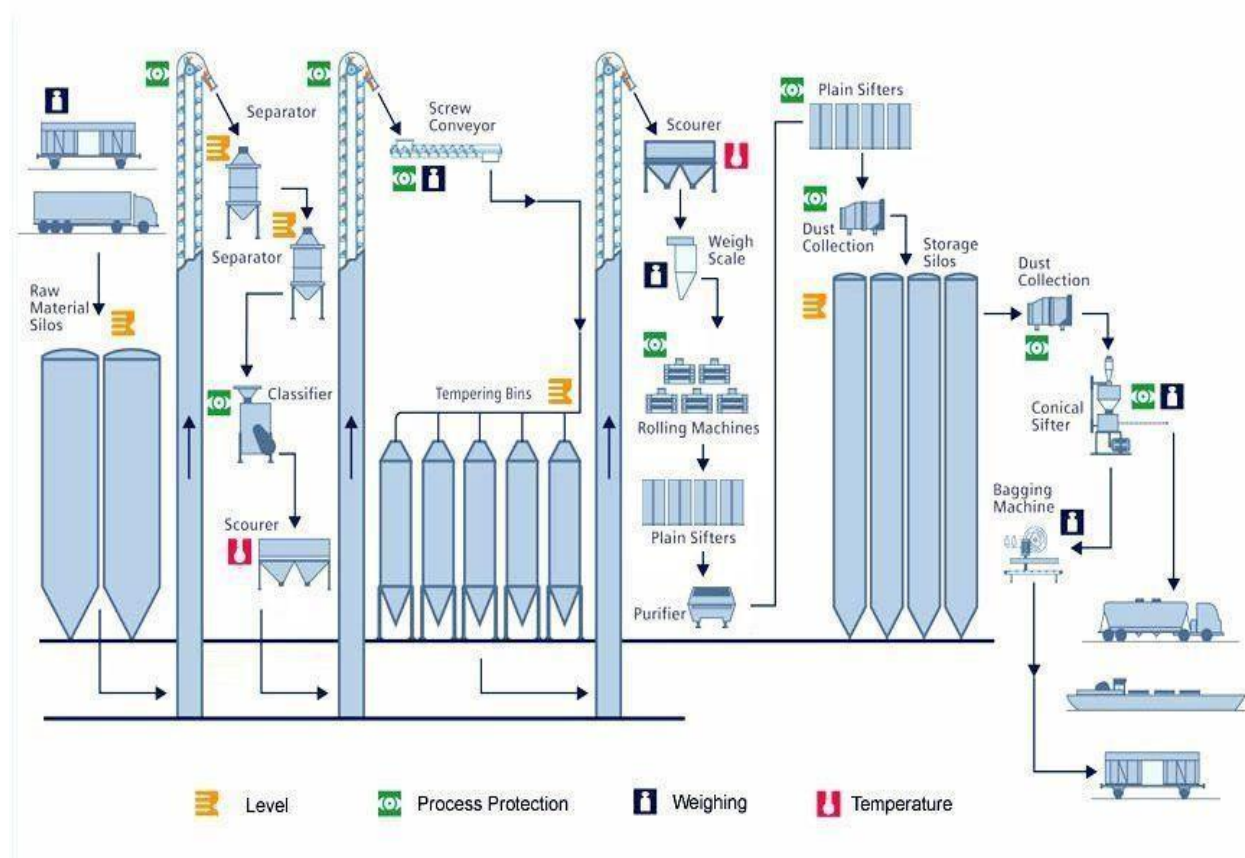 Separator
Screw
Conveyor
Scourer
Plain Sifters
Separator
Weigh
Scale
Dust
Collection
Storage
Silos
Dust
Collection
Raw
Material
Silos
Classifier
Tempering Bins
Rolling Machines
Conical
Sifter
Bagging
Machine
Scourer
Plain Sifters
Purifier
Level
Process Protection
Weighing
Temperature